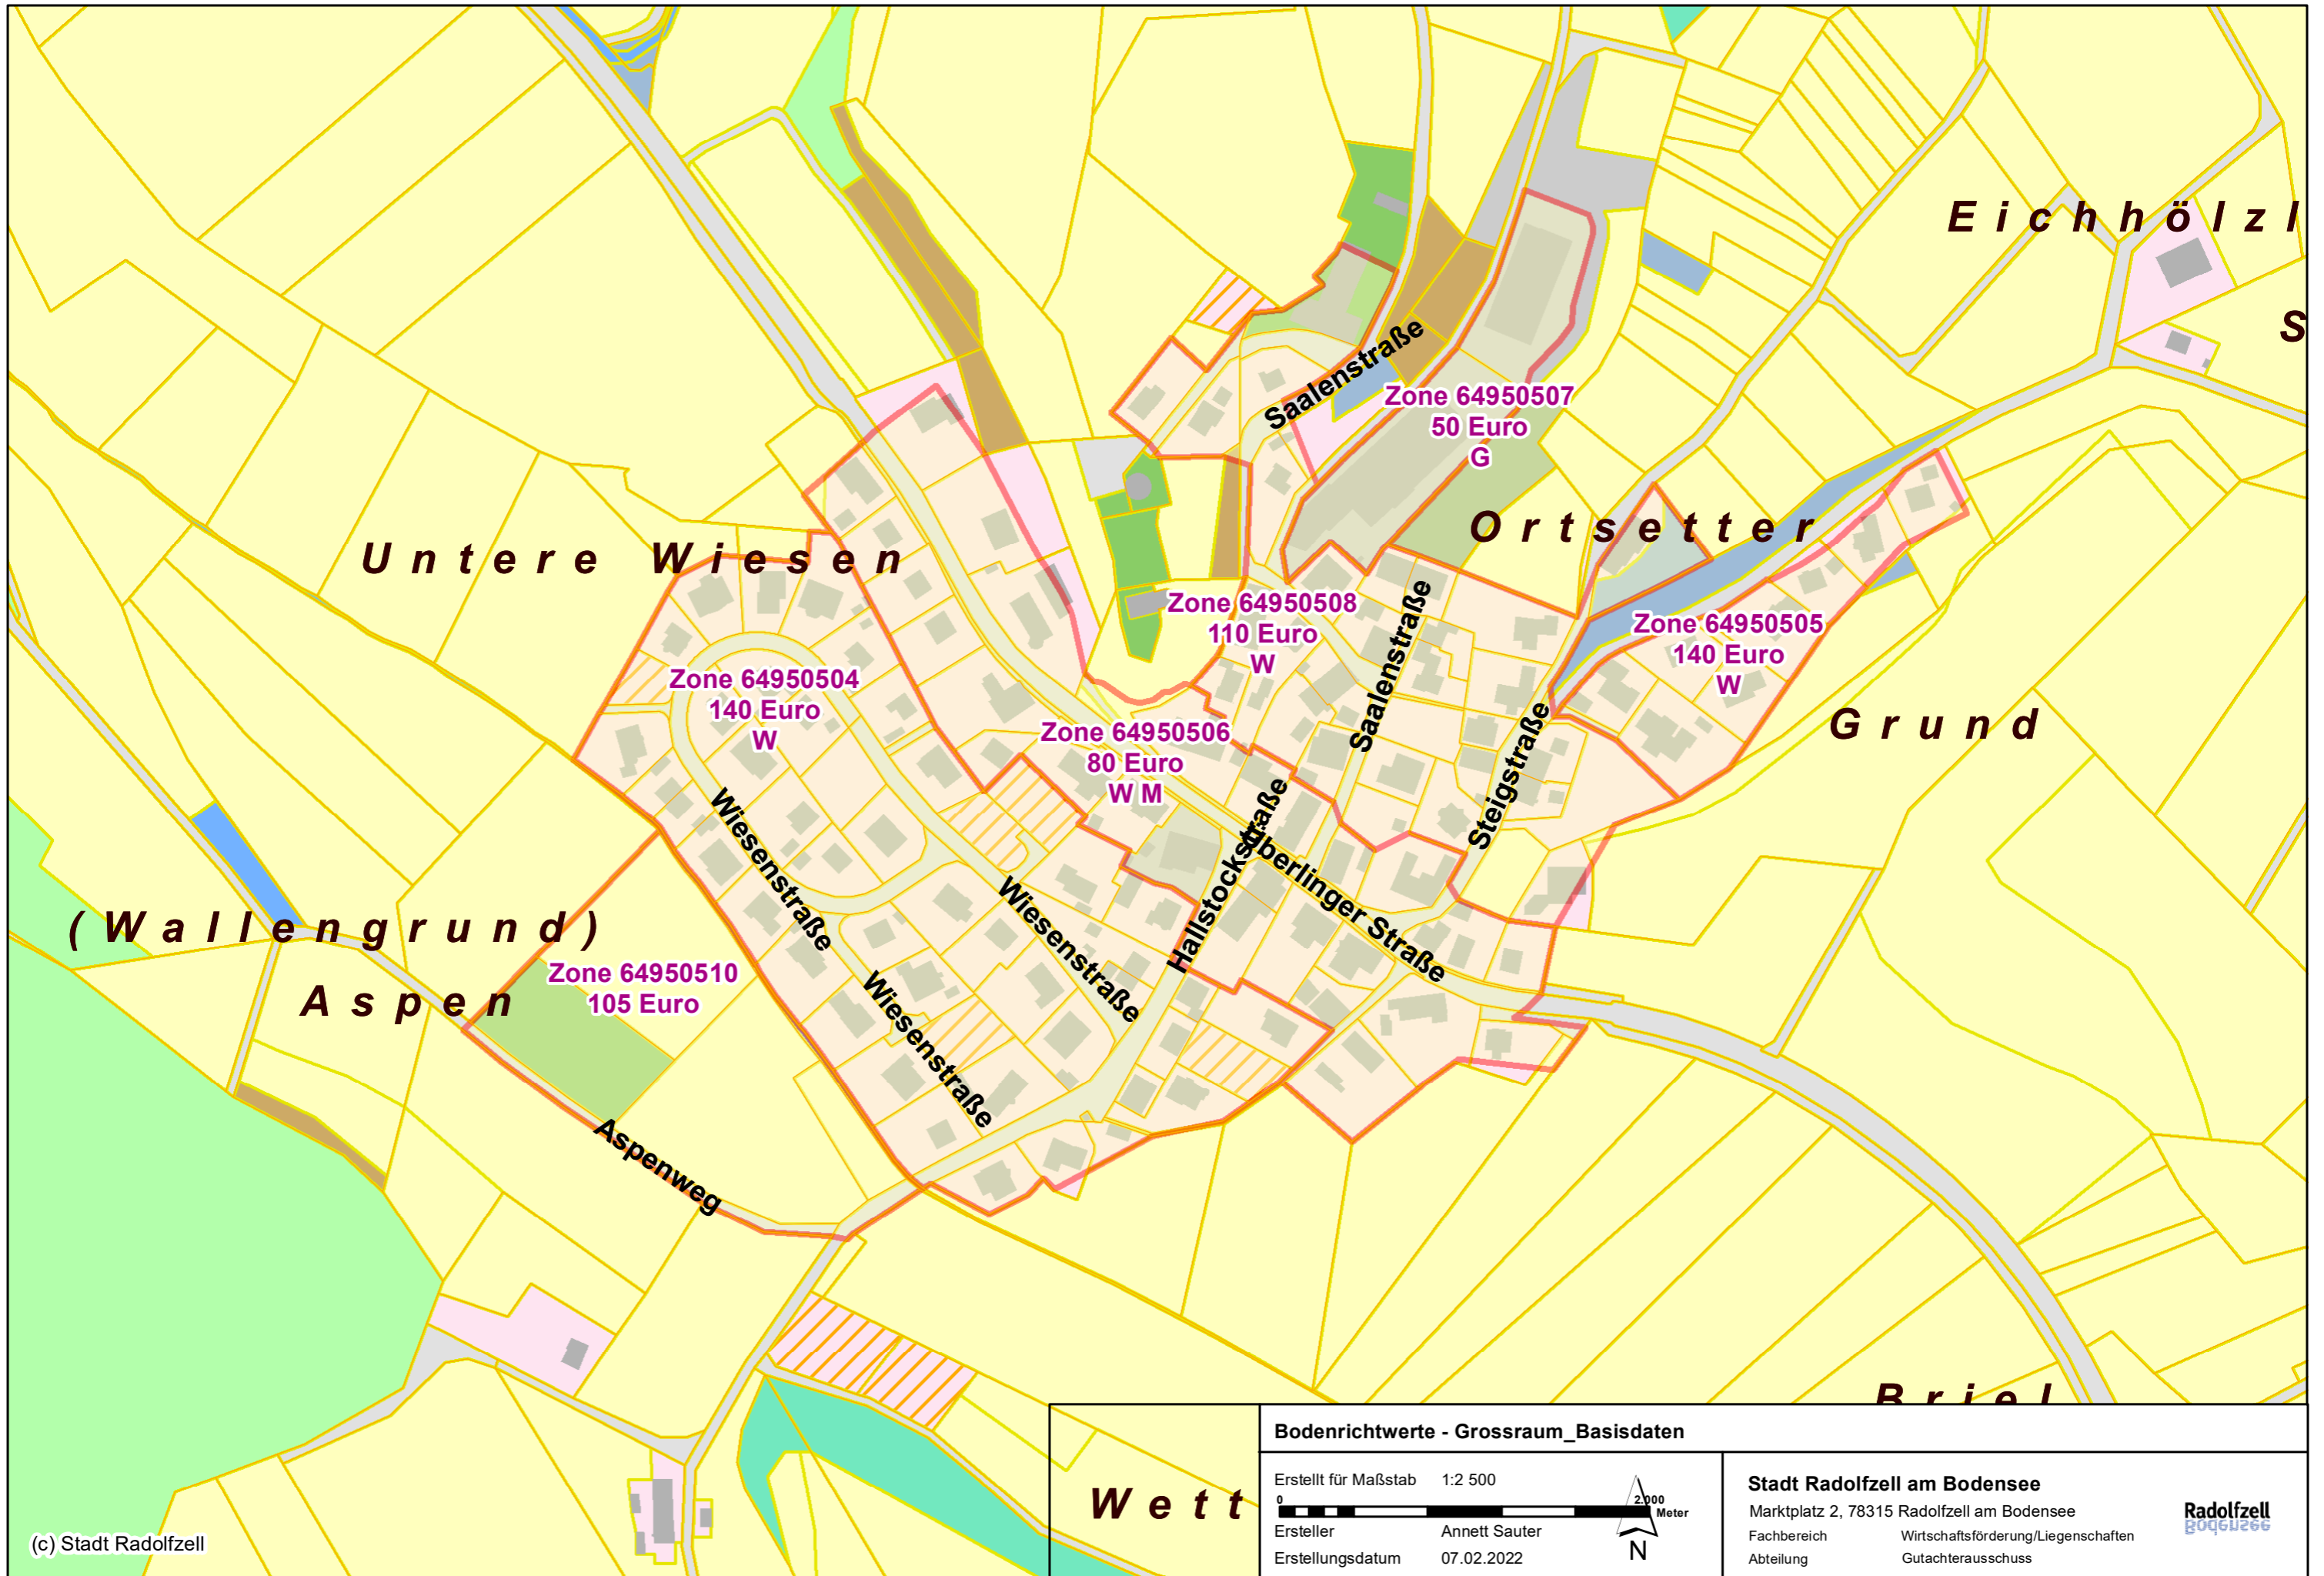 Eichhölzl
S
Saalenstraße
Zone 64950507
50 Euro
G
Ortsetter
Untere Wiesen
Zone 64950508
110 Euro
W
Saalenstraße
Zone 64950505
140 Euro
W
Zone 64950504
140 Euro
W
Grund
Zone 64950506
80 Euro
W M
Steigstraße
Hallstockstraße
Überlinger Straße
Wiesenstraße
Wiesenstraße
Wiesenstraße
(Wallengrund)
Aspen
Zone 64950510
105 Euro
Aspenweg
Briel
Wett
(c) Stadt Radolfzell
Bodenrichtwerte - Grossraum_Basisdaten
Erstellt für Maßstab 1:2 500
0 2.000
Meter
Ersteller Annett Sauter
Erstellungsdatum 07.02.2022
N
Stadt Radolfzell am Bodensee
Marktplatz 2, 78315 Radolfzell am Bodensee
Fachbereich Wirtschaftsförderung/Liegenschaften
Abteilung Gutachterausschuss
Radolfzell
Bodensee